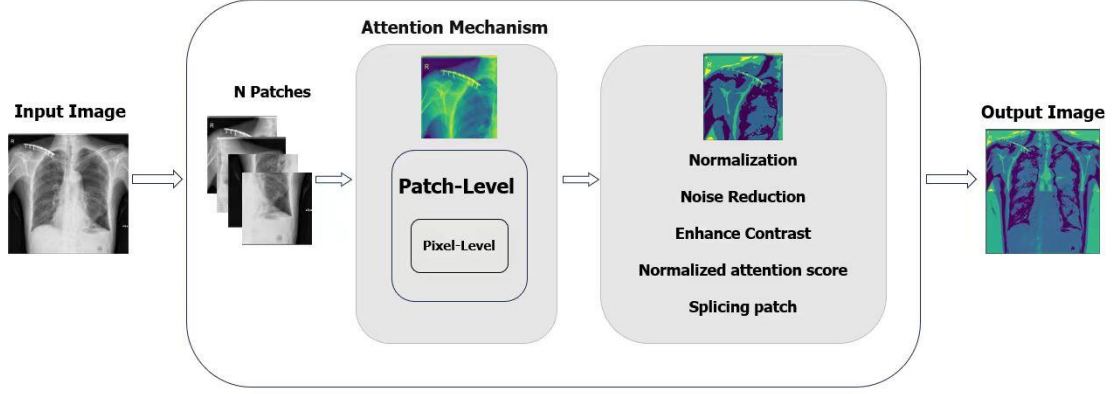 Attention Mechanism
N Patches
Input Image
Output Image
R
R
R
R
Patch-Level
Pixel-Level
Normalization
Noise Reduction
Enhance Contrast
Normalized attention score
Splicing patch